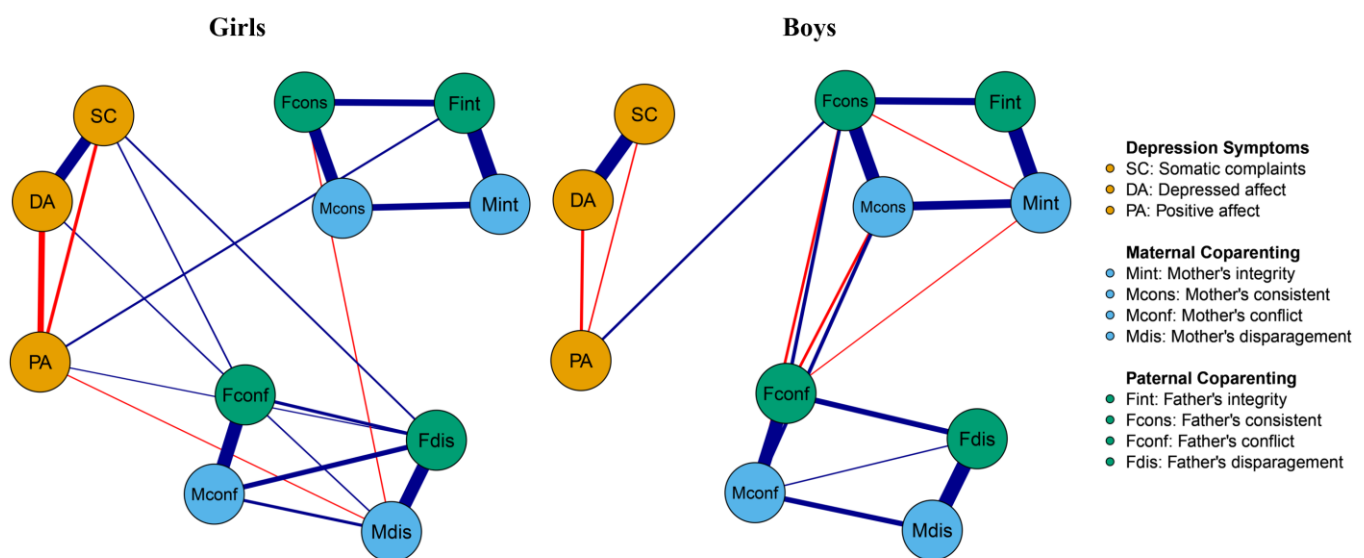 Girls
Boys
SC
DA
PA
Fcons
Fint
Mcons
Mint
Fconf
Fdis
Mconf
Mdis
SC
DA
PA
Fcons
Fint
Mcons
Mint
Fconf
Fdis
Mconf
Mdis
Depression Symptoms
SC: Somatic complaints
DA: Depressed affect
PA: Positive affect
Maternal Coparenting
Mint: Mother's integrity
Mcons: Mother's consistent
Mconf: Mother's conflict
Mdis: Mother's disparagement
Paternal Coparenting
Fint: Father's integrity
Fcons: Father's consistent
Fconf: Father's conflict
Fdis: Father's disparagement